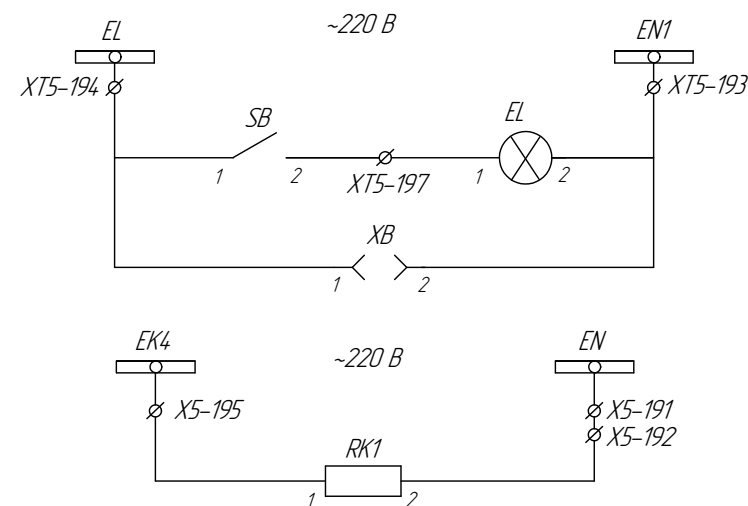 EL ~220 В EN1
XT5-194 XT5-193
SB EL
1 2 XT5-197 1 2
XB
1 2
EK4 ~220 В EN
X5-195 X5-191
X5-192
RK1
1 2